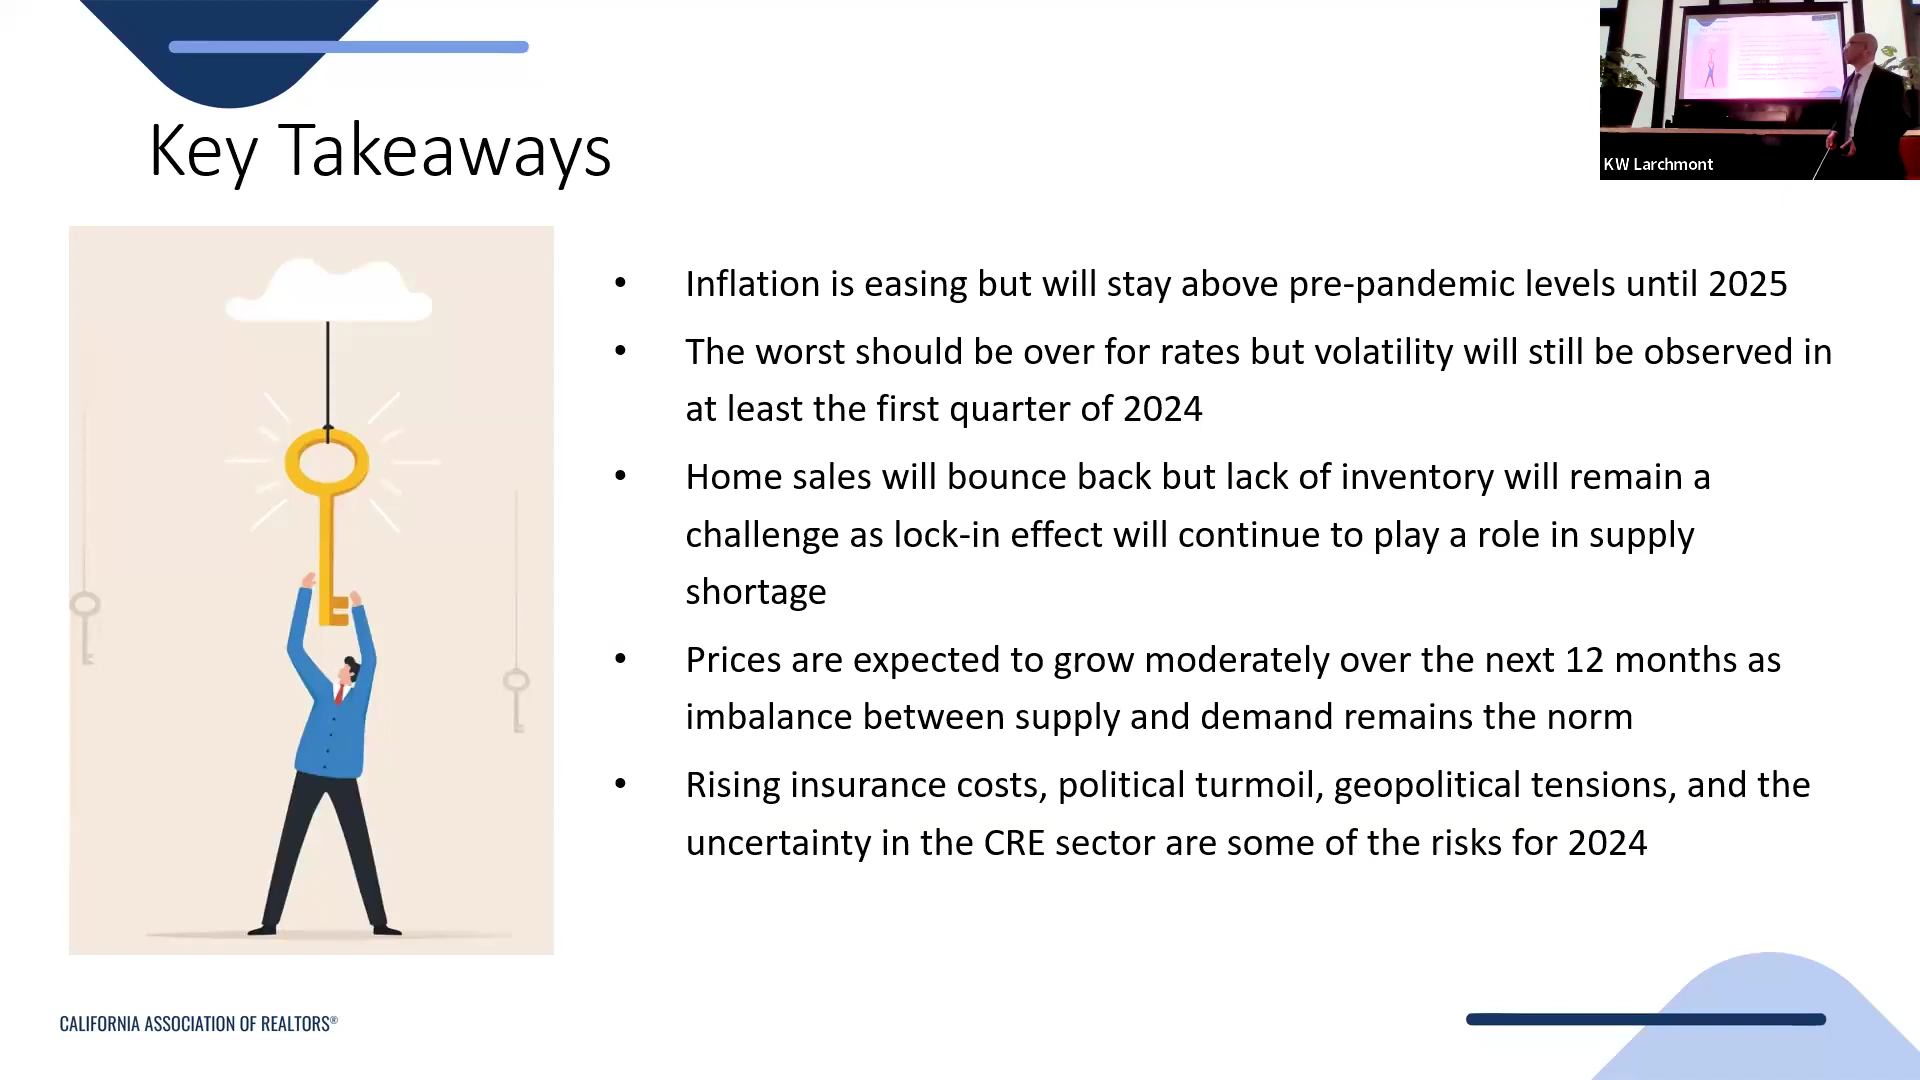 Key Takeaways
KW Larchmont
• Inflation is easing but will stay above pre-pandemic levels until 2025
• The worst should be over for rates but volatility will still be observed in
at least the first quarter of 2024
• Home sales will bounce back but lack of inventory will remain a
challenge as lock-in effect will continue to play a role in supply
shortage
• Prices are expected to grow moderately over the next 12 months as
imbalance between supply and demand remains the norm
• Rising insurance costs, political turmoil, geopolitical tensions, and the
uncertainty in the CRE sector are some of the risks for 2024
CALIFORNIA ASSOCIATION OF REALTORS®